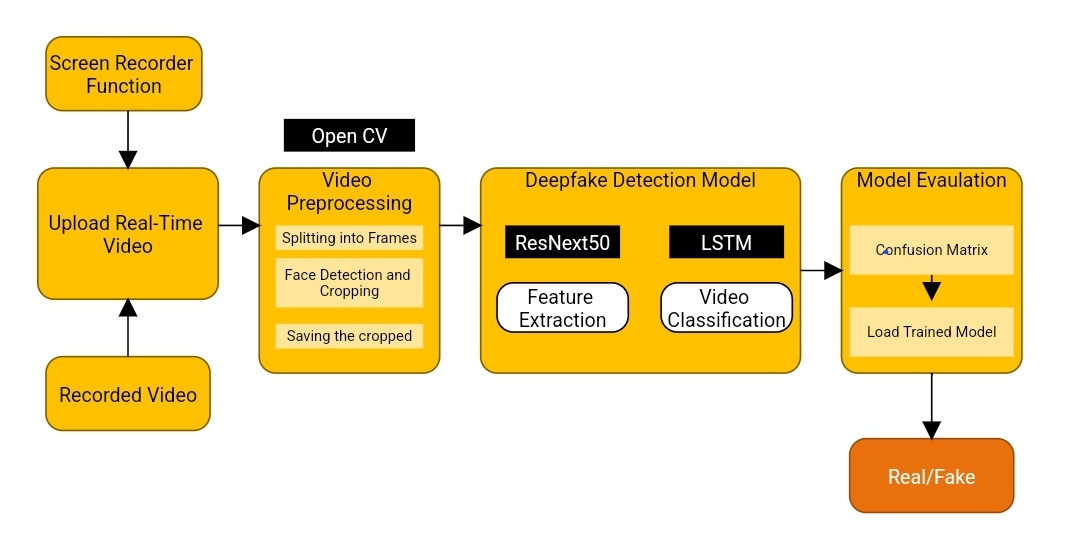 Screen Recorder
Function
Open CV
Upload Real-Time
Video
Recorded Video
Video
Preprocessing
Splitting into Frames
Face Detection and
Cropping
Saving the cropped
Deepfake Detection Model
ResNext50
LSTM
Feature
Extraction
Video
Classification
Model Evaulation
Confusion Matrix
Load Trained Model
Real/Fake